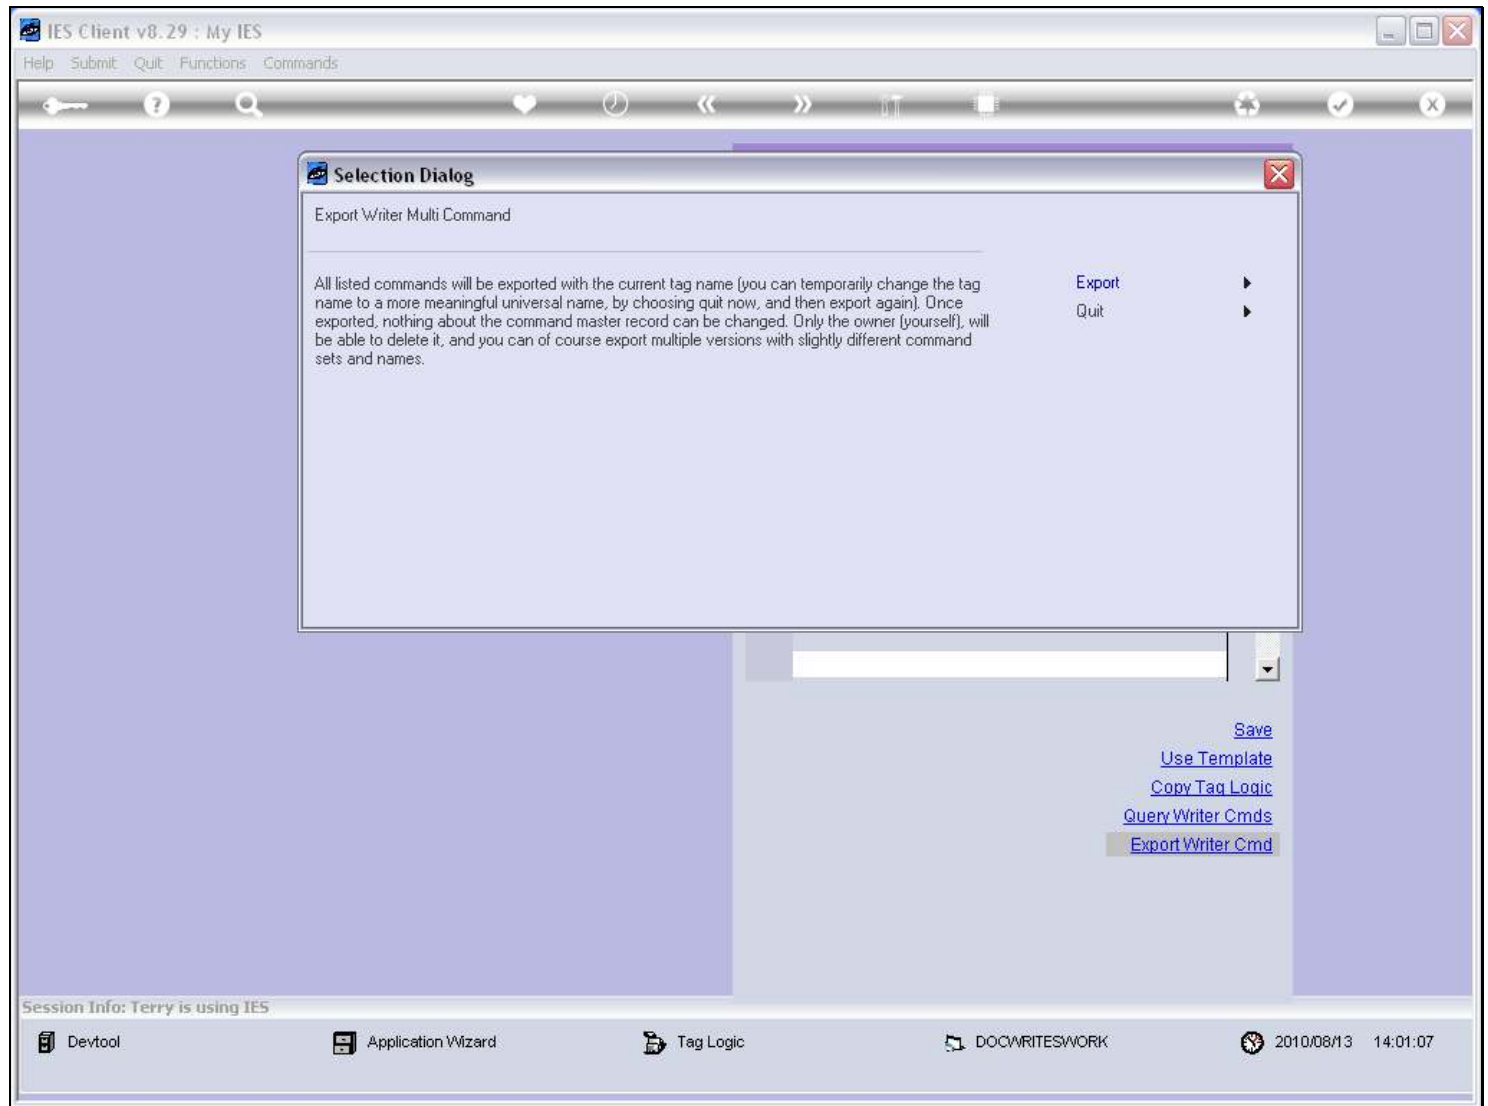 IES Client v8.29 : My IES
Help Submit Quit Functions Commands
Selection Dialog
Export Writer Multi Command
All listed commands will be exported with the current tag name (you can temporarily change the tag
name to a more meaningful universal name, by choosing quit now, and then export again). Once
exported, nothing about the command master record can be changed. Only the owner (yourself), will
be able to delete it, and you can of course export multiple versions with slightly different command
sets and names.
Export
Quit
Save
Use Template
Copy Tag Logic
Query Writer Cmds
Export Writer Cmd
Session Info: Terry is using IES
Devtool Application Wizard Tag Logic DOCWRITESWORK 2010/08/13 14:01:07